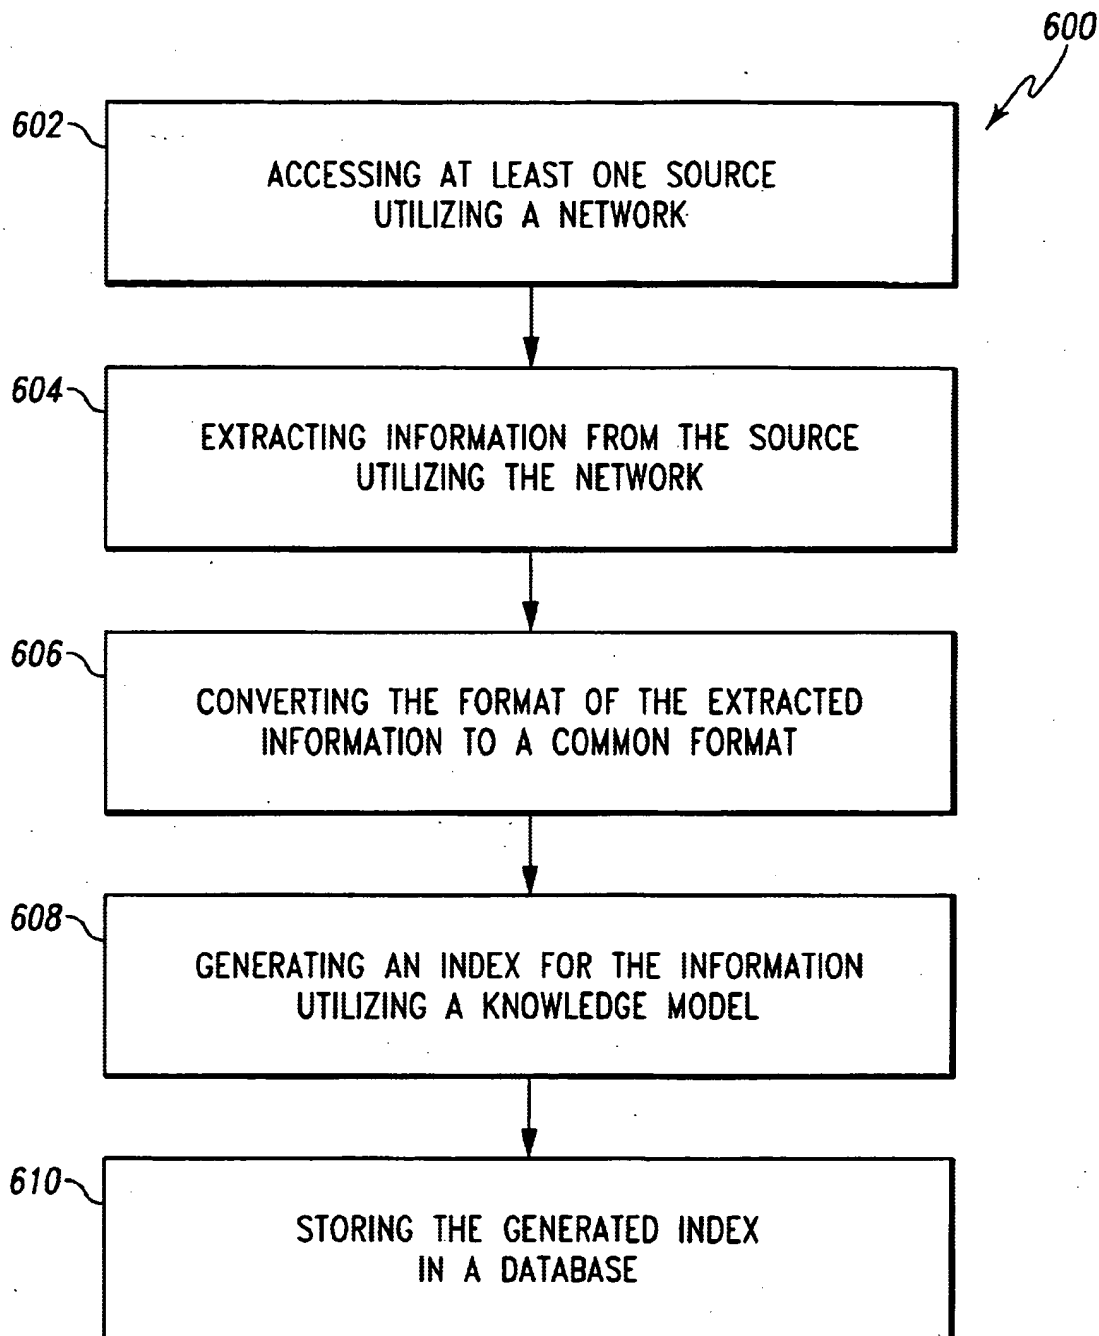 600
602
ACCESSING AT LEAST ONE SOURCE
UTILIZING A NETWORK
604
EXTRACTING INFORMATION FROM THE SOURCE
UTILIZING THE NETWORK
606
CONVERTING THE FORMAT OF THE EXTRACTED
INFORMATION TO A COMMON FORMAT
608
GENERATING AN INDEX FOR THE INFORMATION
UTILIZING A KNOWLEDGE MODEL
610
STORING THE GENERATED INDEX
IN A DATABASE